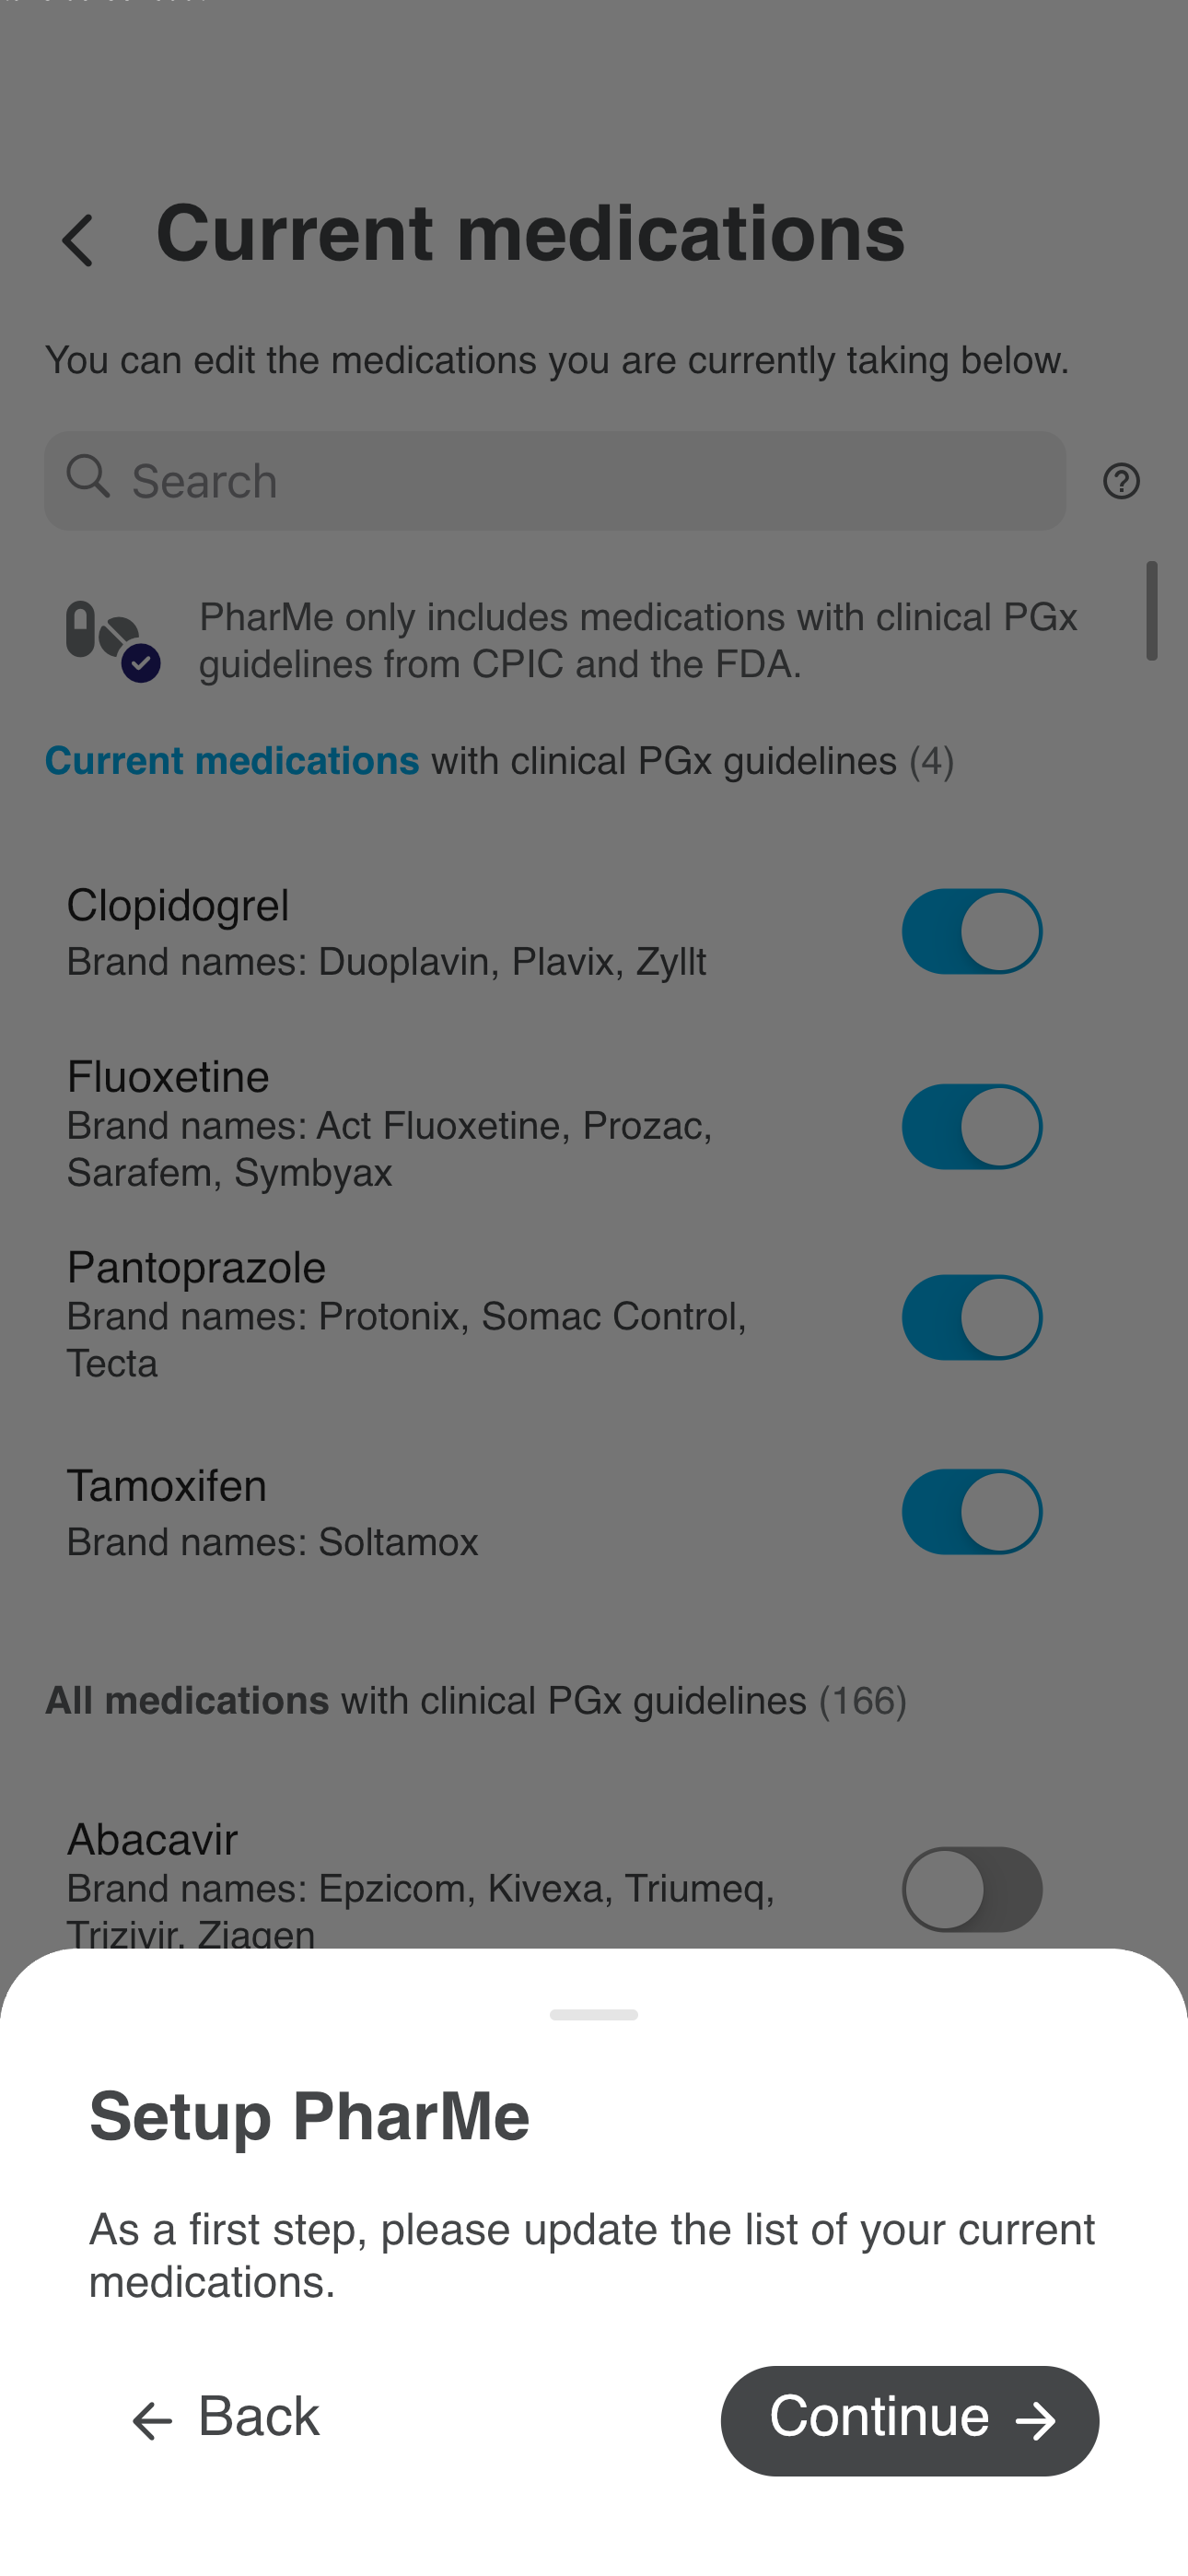 Current medications
You can edit the medications you are currently taking below.
Search
PharMe only includes medications with clinical PGx
guidelines from CPIC and the FDA.
Current medications with clinical PGx guidelines (4)
Clopidogrel
Brand names: Duoplavin, Plavix, Zyllt
Fluoxetine
Brand names: Act Fluoxetine, Prozac,
Sarafem, Symbyax
Pantoprazole
Brand names: Protonix, Somac Control,
Tecta
Tamoxifen
Brand names: Soltamox
All medications with clinical PGx guidelines (166)
Abacavir
Brand names: Epzicom, Kivexa, Triumeq,
Trizivir, Ziagen
Setup PharMe
As a first step, please update the list of your current
medications.
Back
Continue